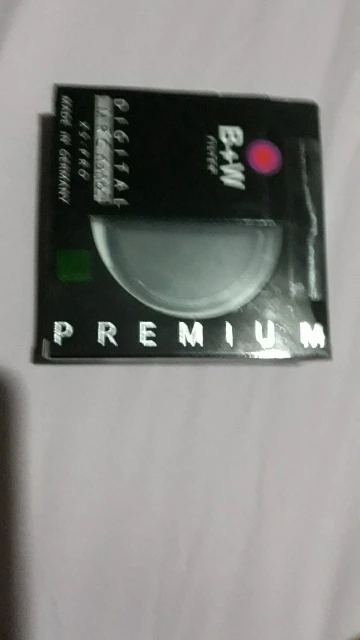 B+W
FILTER
DIGITAL
XS-PRO
MADE IN GERMANY
PREMIUM